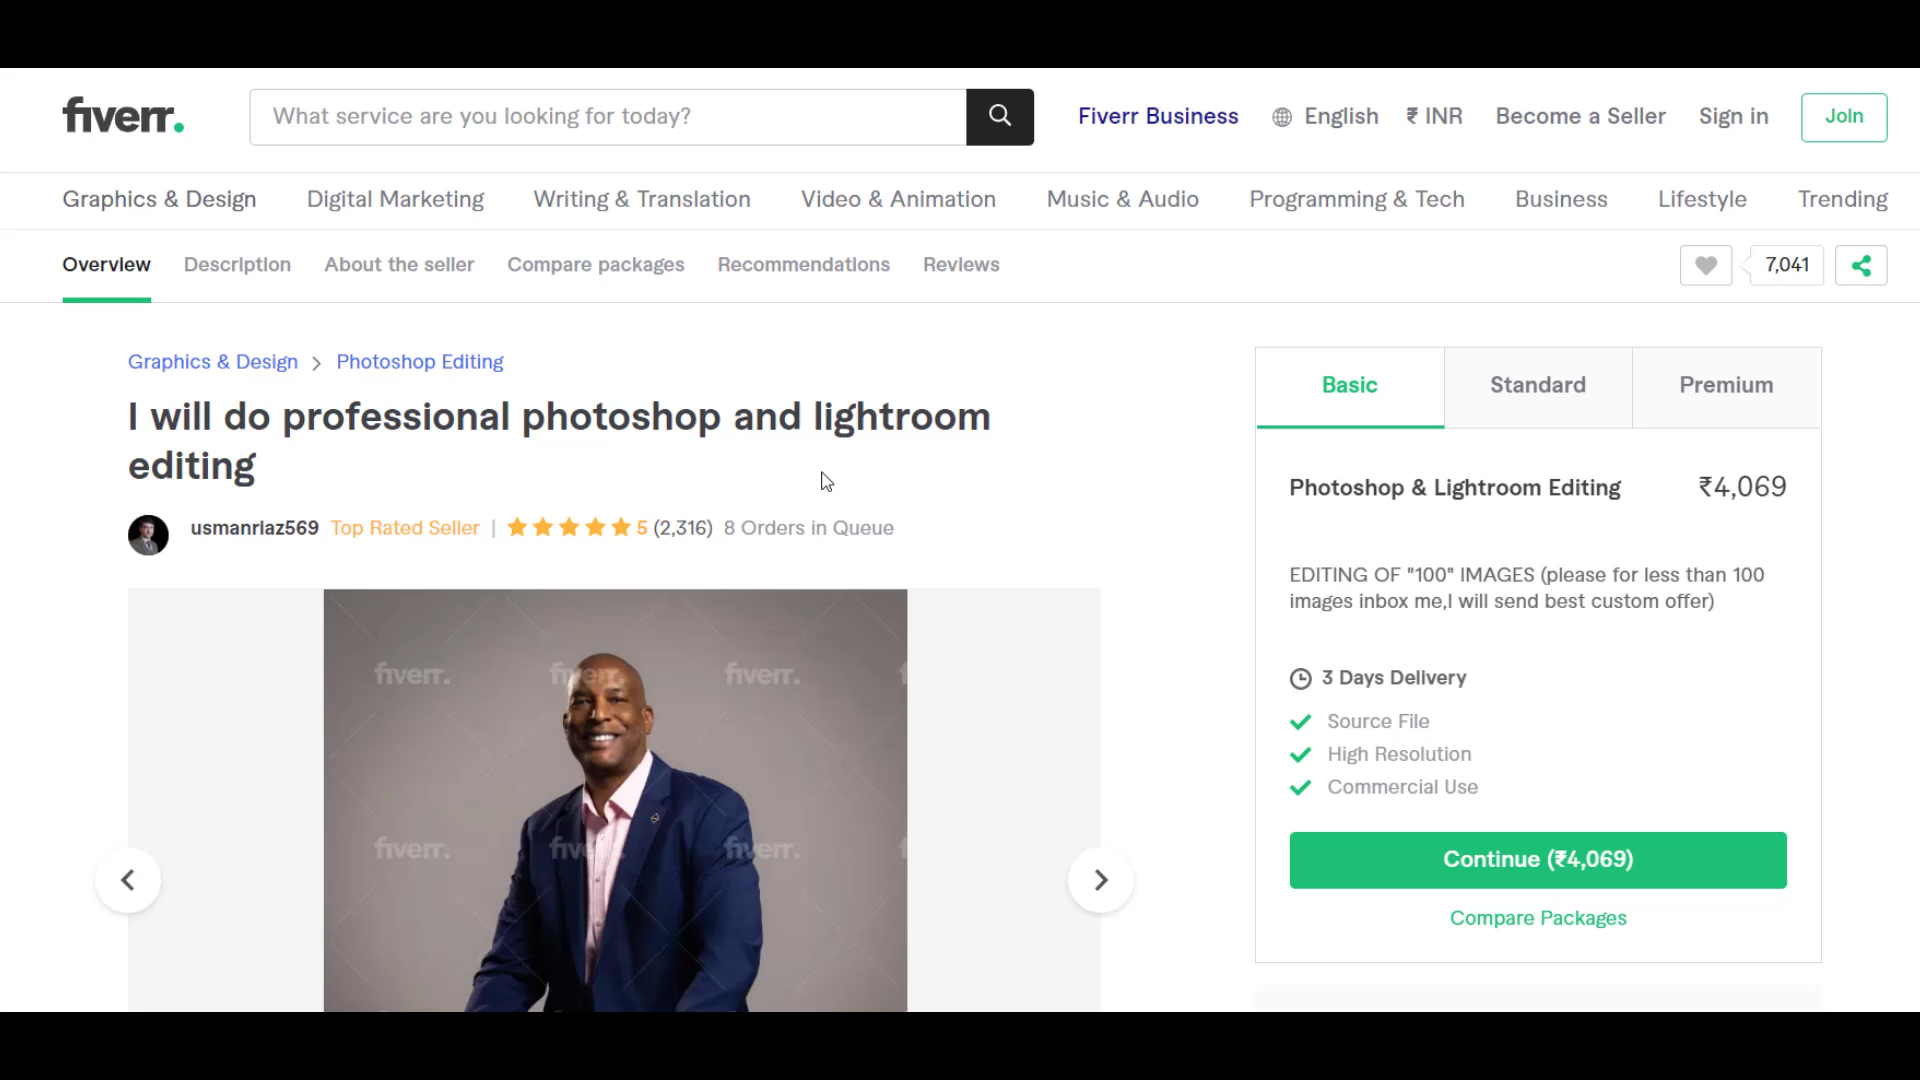 fiverr.
What service are you looking for today?
Fiverr Business
English
₹ INR
Become a Seller
Sign in
Join
Graphics & Design
Digital Marketing
Writing & Translation
Video & Animation
Music & Audio
Programming & Tech
Business
Lifestyle
Trending
Overview
Description
About the seller
Compare packages
Recommendations
Reviews
7,041
Graphics & Design > Photoshop Editing
I will do professional photoshop and lightroom
editing
usmanriaz569 Top Rated Seller | 5 (2,316) 8 Orders in Queue
fiverr. fiverr. fiverr.
fiverr. fiverr. fiverr.
Basic
Standard
Premium
Photoshop & Lightroom Editing
₹4,069
EDITING OF "100" IMAGES (please for less than 100
images inbox me,I will send best custom offer)
3 Days Delivery
Source File
High Resolution
Commercial Use
Continue (₹4,069)
Compare Packages